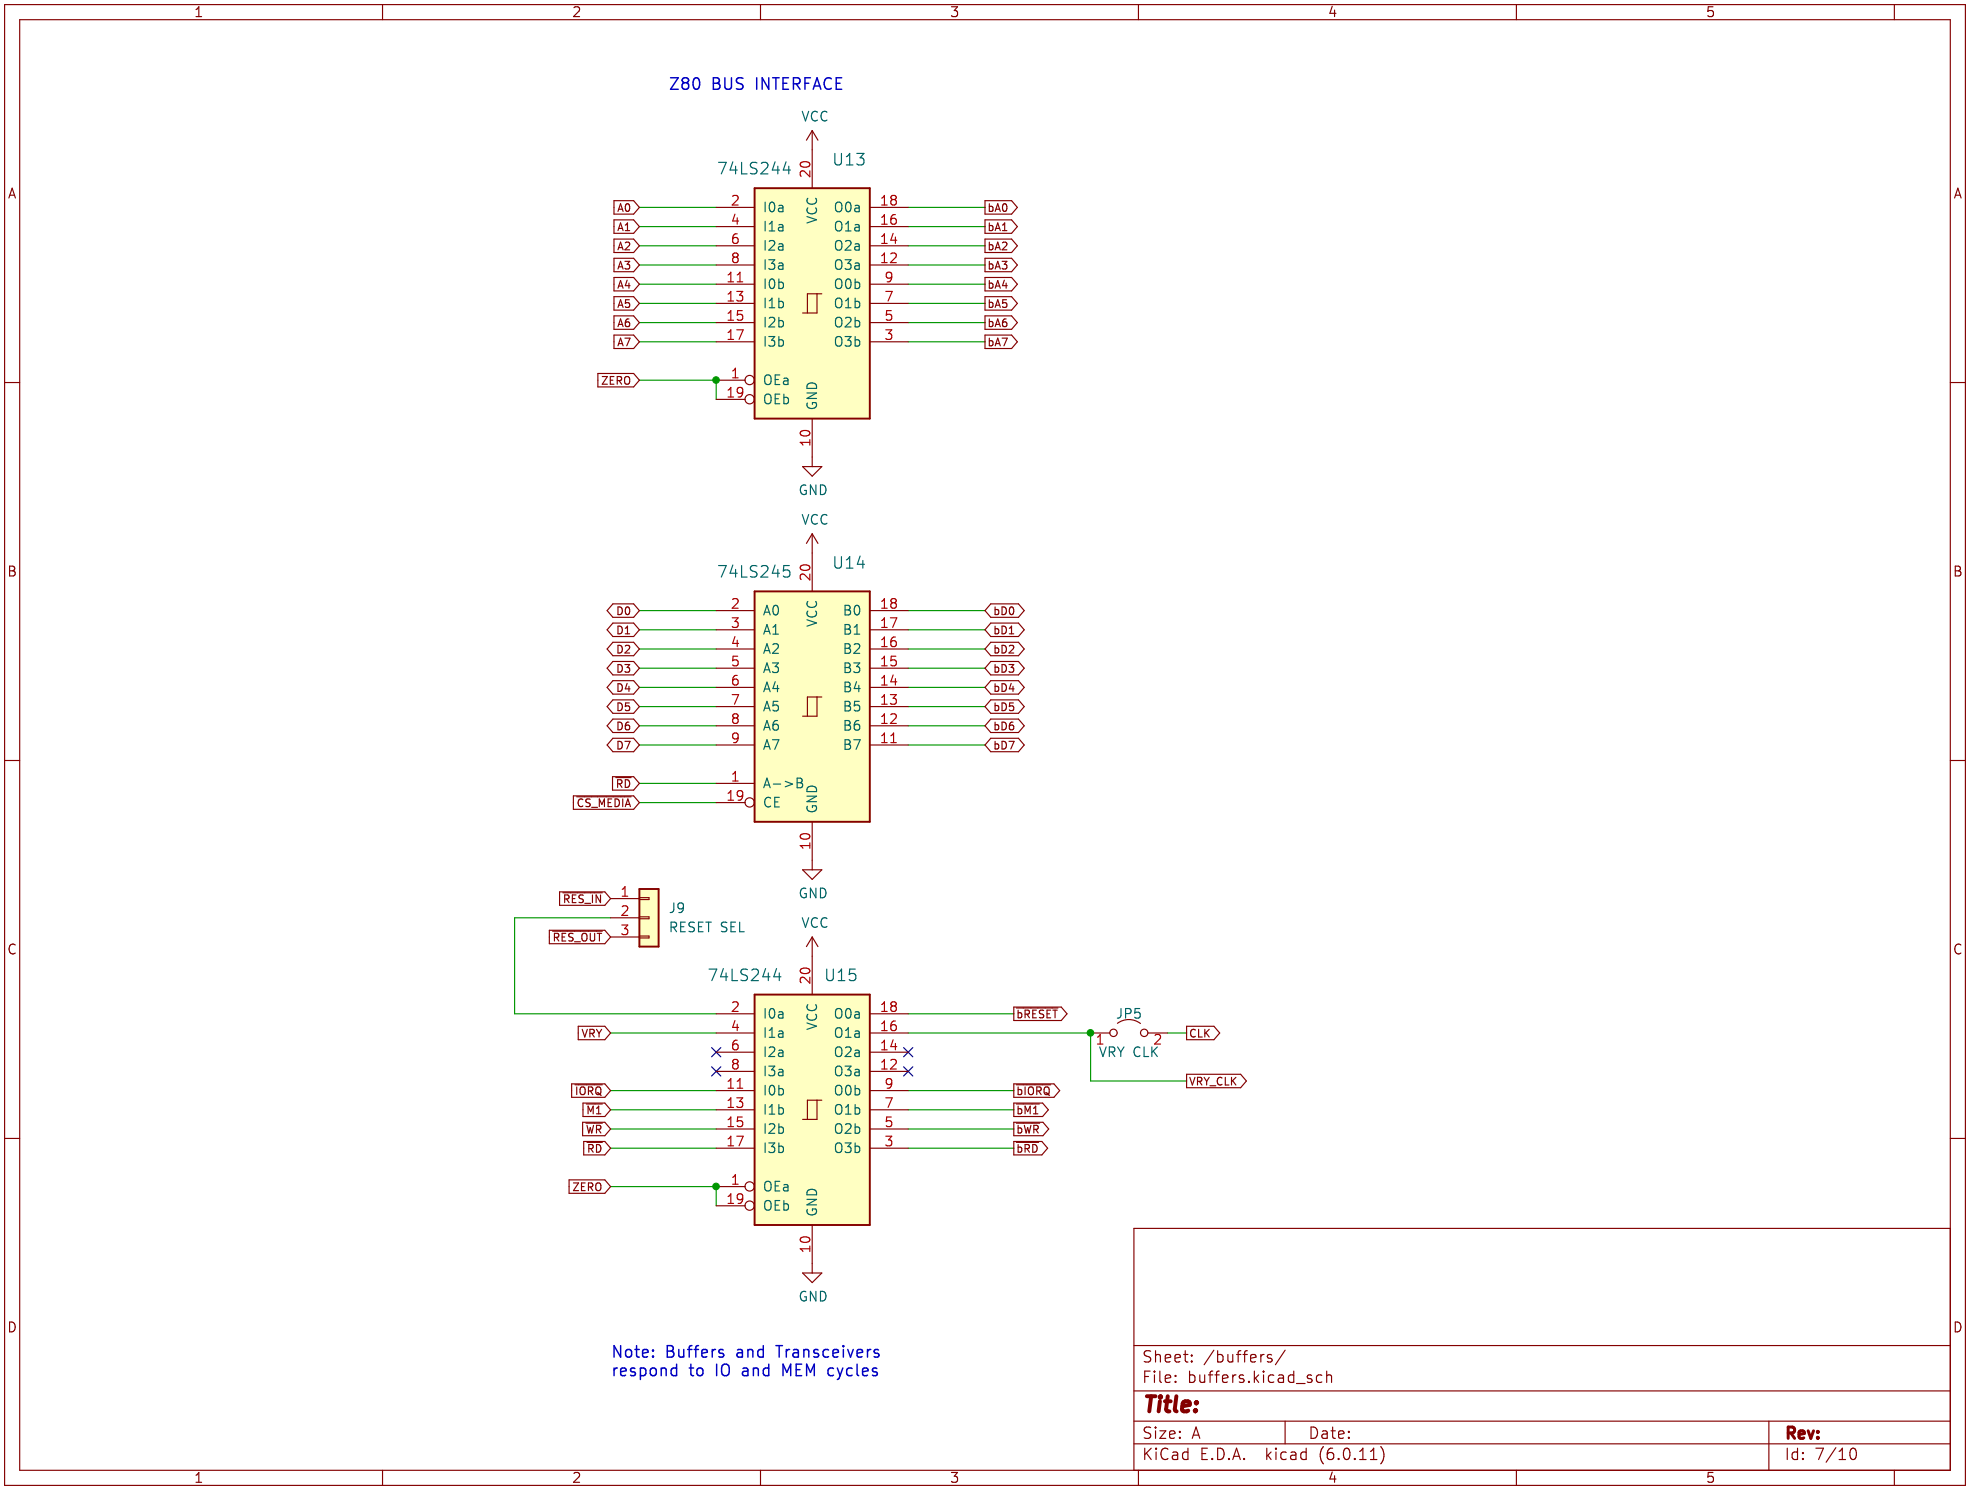 1 2 3 4 5
Z80 BUS INTERFACE
VCC
74LS244 U13
20
A A
A0 2 I0a VCC O0a 18 bA0
A1 4 I1a O1a 16 bA1
A2 6 I2a O2a 14 bA2
A3 8 I3a O3a 12 bA3
A4 11 I0b O0b 9 bA4
A5 13 I1b O1b 7 bA5
A6 15 I2b O2b 5 bA6
A7 17 I3b O3b 3 bA7
ZERO 1 OEa GND
19 OEb
10
GND
VCC
74LS245 U14
20
B B
D0 2 A0 VCC B0 18 bD0
D1 3 A1 B1 17 bD1
D2 4 A2 B2 16 bD2
D3 5 A3 B3 15 bD3
D4 6 A4 B4 14 bD4
D5 7 A5 B5 13 bD5
D6 8 A6 B6 12 bD6
D7 9 A7 B7 11 bD7
RD 1 A->B GND
CS_MEDIA 19 CE
10
GND
RES_IN 1
2
RES_OUT 3
J9
RESET SEL
C C
VCC
74LS244 U15
20
2 I0a VCC O0a 18 bRESET
VRY 4 I1a O1a 16
JP5
1 2 CLK
VRY CLK
6 I2a O2a 14
8 I3a O3a 12
VRY_CLK
IORQ 11 I0b O0b 9 bIORQ
M1 13 I1b O1b 7 bM1
WR 15 I2b O2b 5 bWR
RD 17 I3b O3b 3 bRD
ZERO 1 OEa GND
19 OEb
10
GND
D D
Note: Buffers and Transceivers
respond to IO and MEM cycles
Sheet: /buffers/
File: buffers.kicad_sch
Title:
Size: A Date: Rev:
KiCad E.D.A. kicad (6.0.11) Id: 7/10
1 2 3 4 5